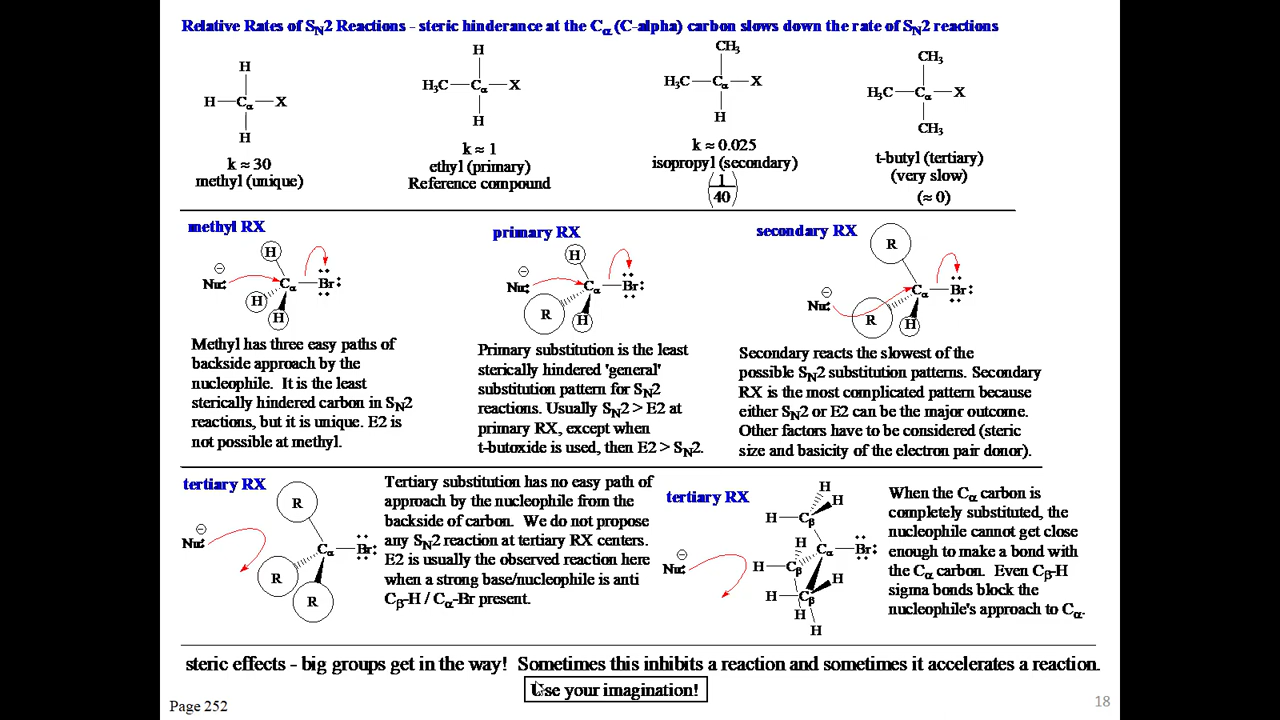 Relative Rates of SN2 Reactions - steric hinderance at the Cα (C-alpha) carbon slows down the rate of SN2 reactions
H
H Cα X
H
k ≈ 30
methyl (unique)
H
H3C Cα X
H
k ≈ 1
ethyl (primary)
Reference compound
CH3
H3C Cα X
H
k ≈ 0.025
isopropyl (secondary)
(1/40)
CH3
H3C Cα X
CH3
t-butyl (tertiary)
(very slow)
(≈ 0)
methyl RX
H
Nu: Cα Br:
H
H
Methyl has three easy paths of
backside approach by the
nucleophile. It is the least
sterically hindered carbon in SN2
reactions, but it is unique. E2 is
not possible at methyl.
primary RX
H
Nu: Cα Br:
R H
Primary substitution is the least
sterically hindered 'general'
substitution pattern for SN2
reactions. Usually SN2 > E2 at
primary RX, except when
t-butoxide is used, then E2 > SN2.
secondary RX
R
Nu: Cα Br:
R H
Secondary reacts the slowest of the
possible SN2 substitution patterns. Secondary
RX is the most complicated pattern because
either SN2 or E2 can be the major outcome.
Other factors have to be considered (steric
size and basicity of the electron pair donor).
tertiary RX
R
Nu: Cα Br:
R
R
Tertiary substitution has no easy path of
approach by the nucleophile from the
backside of carbon. We do not propose
any SN2 reaction at tertiary RX centers.
E2 is usually the observed reaction here
when a strong base/nucleophile is anti
Cβ-H / Cα-Br present.
tertiary RX
H
H
H Cβ
H Cα Br:
Nu: H Cβ
H
H Cβ
H
H
When the Cα carbon is
completely substituted, the
nucleophile cannot get close
enough to make a bond with
the Cα carbon. Even Cβ-H
sigma bonds block the
nucleophile's approach to Cα.
steric effects - big groups get in the way! Sometimes this inhibits a reaction and sometimes it accelerates a reaction.
Use your imagination!
Page 252
18